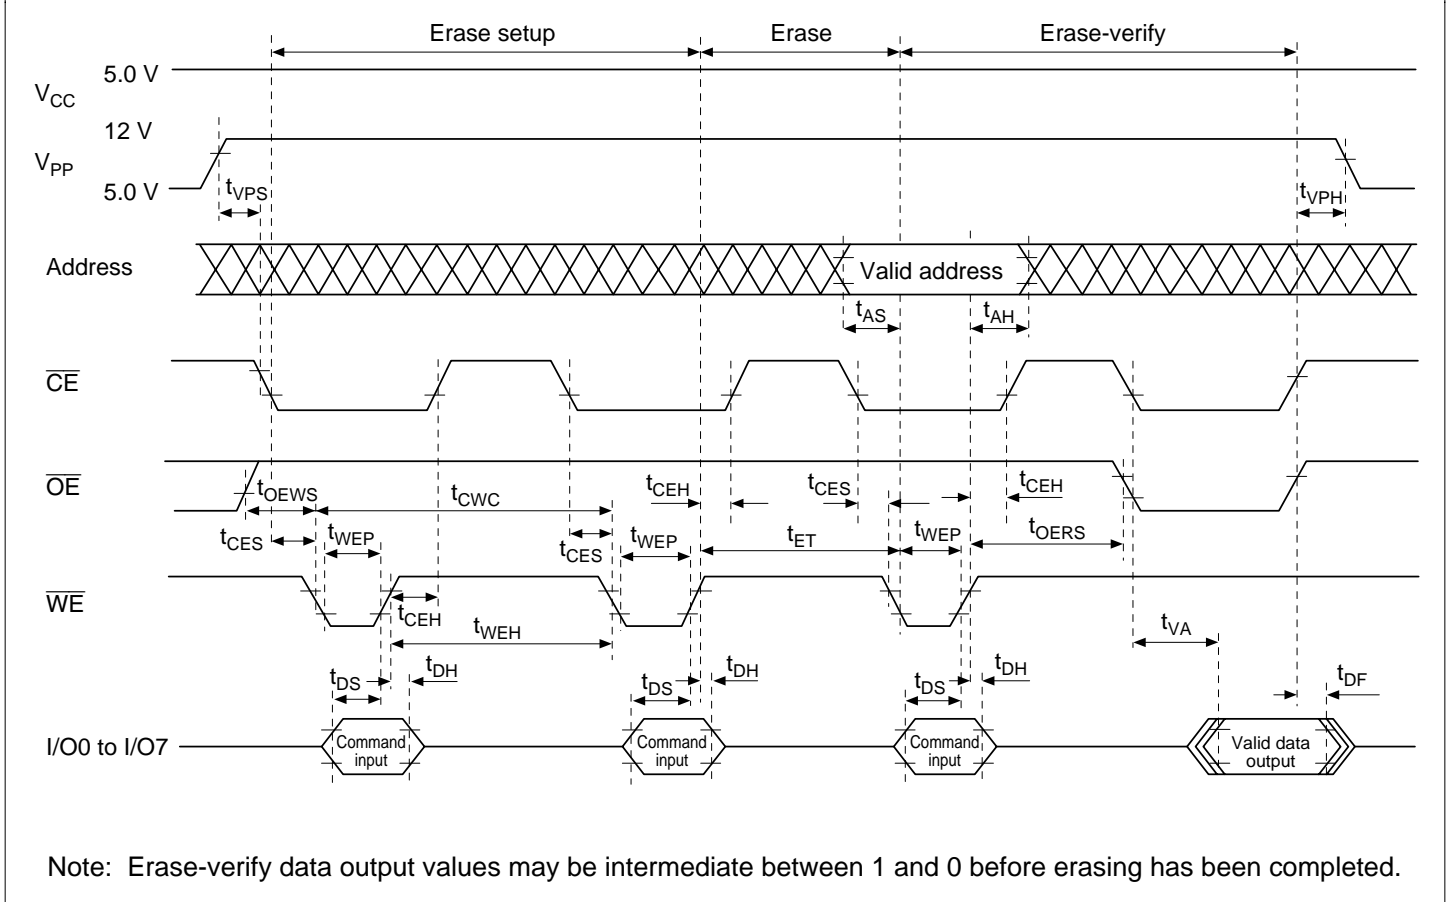 Erase setup Erase Erase-verify
5.0 V
VCC
12 V
VPP
5.0 V
tVPS tVPH
Address Valid address
tAS tAH
CE
OE
tOEWS tCWC tCEH tCES tCEH
tCES tWEP tCES tWEP tET tWEP tOERS
WE
tCEH tWEH tVA
tDS tDH tDS tDH tDS tDH tDF
I/O0 to I/O7
Command input Command input Command input Valid data output
Note: Erase-verify data output values may be intermediate between 1 and 0 before erasing has been completed.